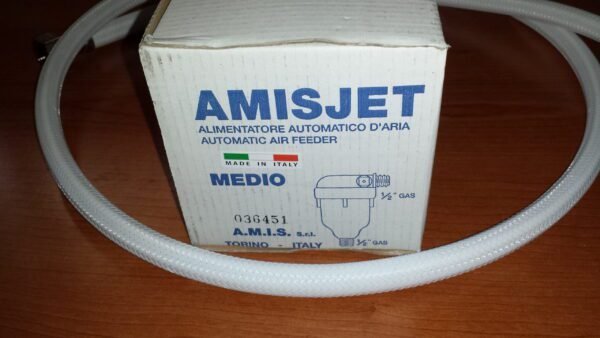 AMISJET
ALIMENTATORE AUTOMATICO D'ARIA
AUTOMATIC AIR FEEDER
MADE IN ITALY
MEDIO
½" GAS
036451
A.M.I.S. S.r.l.
½" GAS
TORINO - ITALY